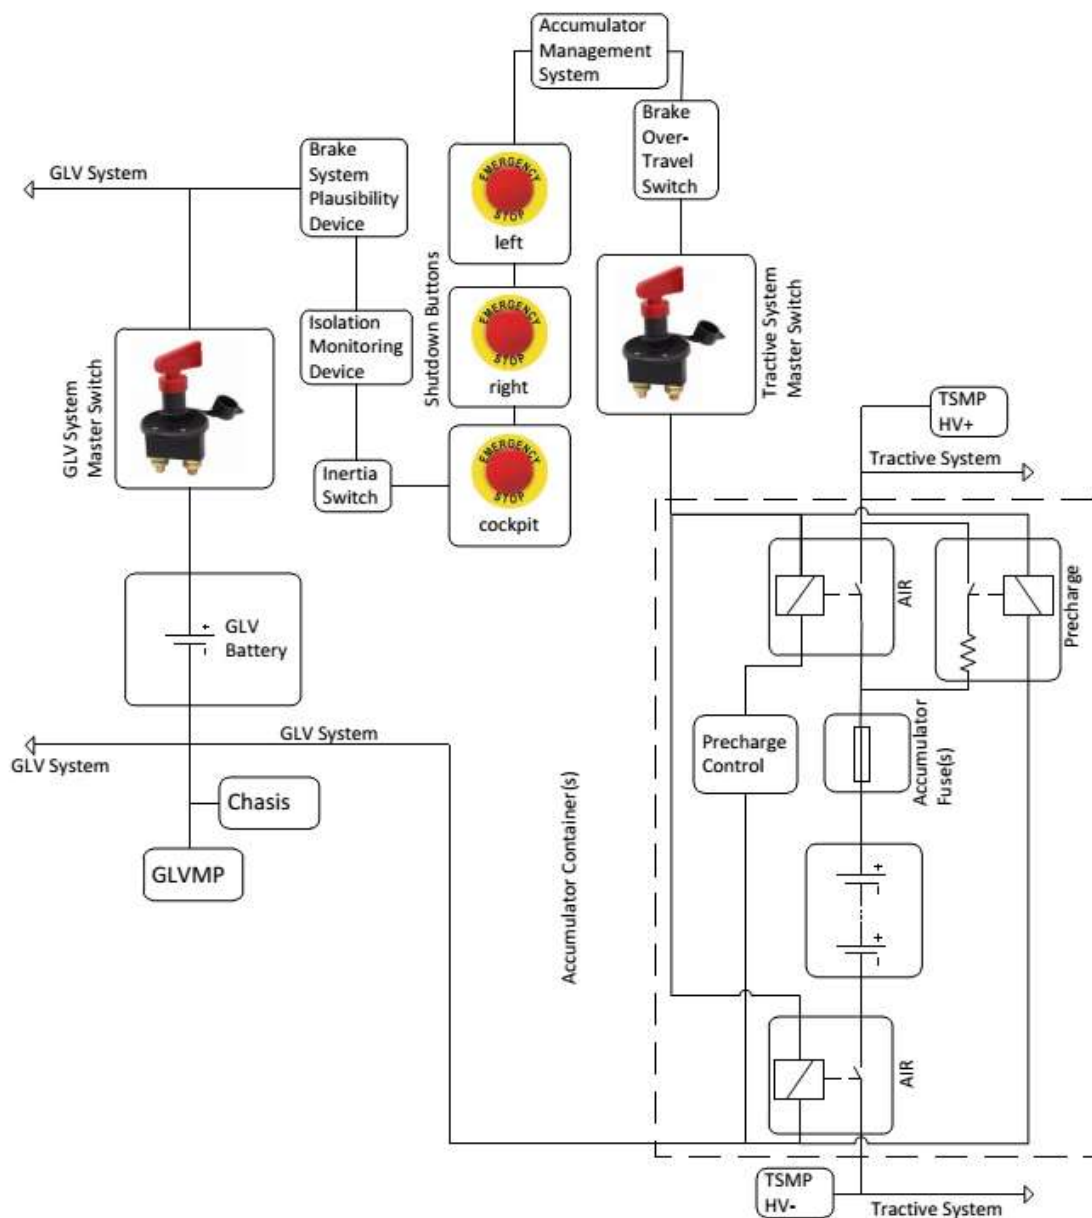 Accumulator
Management
System
Brake
Over-
Travel
Switch
GLV System
Brake
System
Plausibility
Device
EMERGENCY
STOP
left
Shutdown Buttons
EMERGENCY
STOP
right
EMERGENCY
STOP
cockpit
Isolation
Monitoring
Device
Inertia
Switch
Tractive System
Master Switch
GLV System
Master Switch
TSMP
HV+
Tractive System
AIR
Precharge
+
GLV
Battery
GLV System
GLV System
Chasis
GLVMP
Precharge
Control
Accumulator
Fuse(s)
Accumulator Container(s)
+
+
AIR
TSMP
HV-
Tractive System